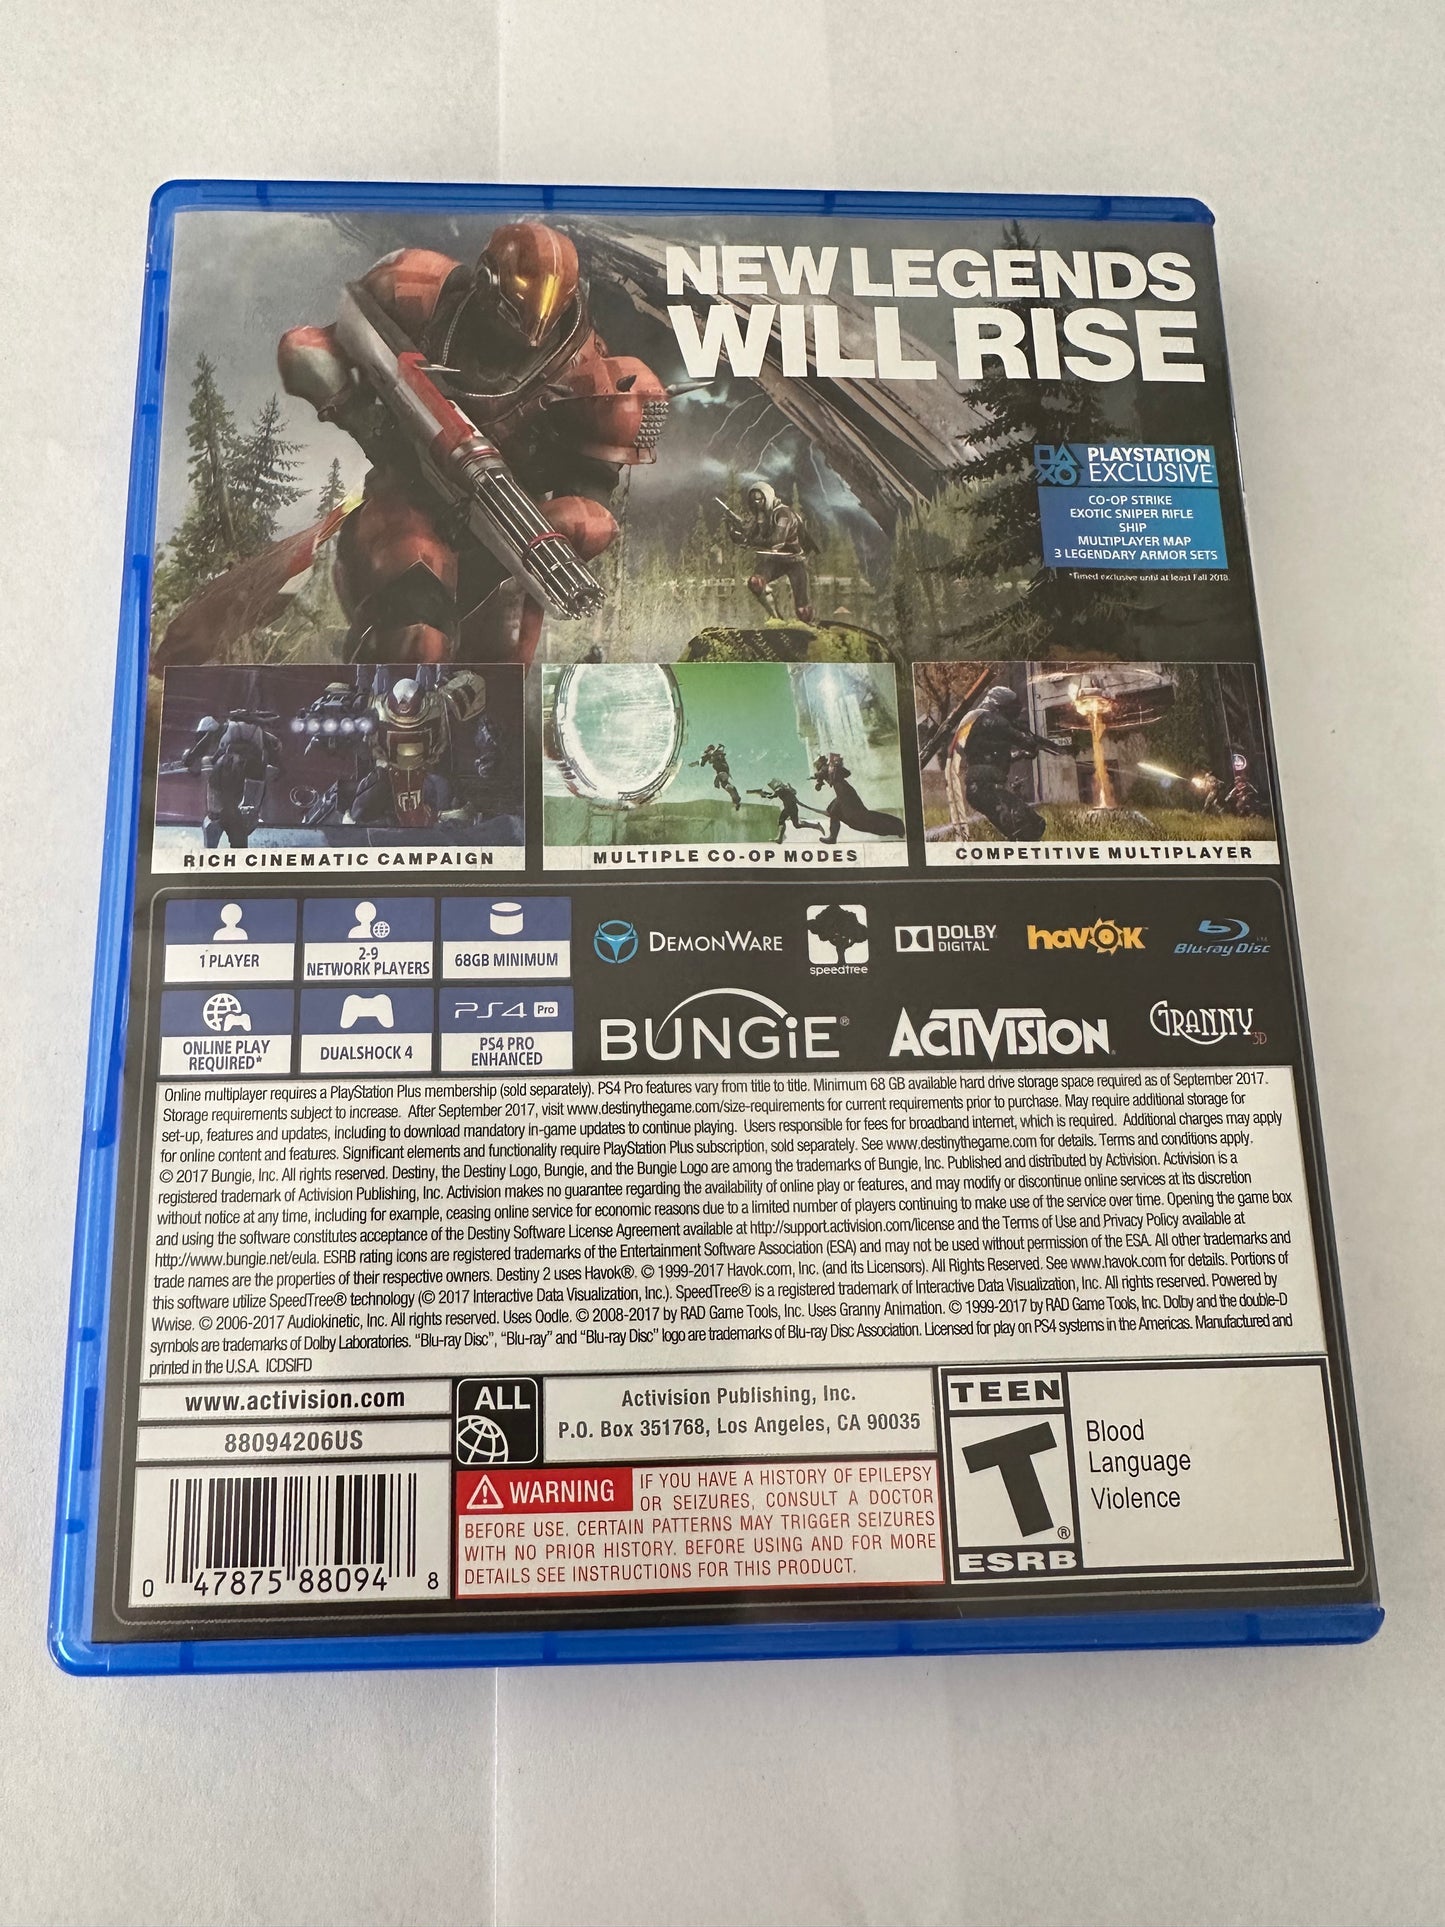 NEW LEGENDS
WILL RISE
PLAYSTATION
EXCLUSIVE
CO-OP STRIKE
EXOTIC SNIPER RIFLE
SHIP
MULTIPLAYER MAP
3 LEGENDARY ARMOR SETS
*Timed exclusive until at least Fall 2018.
RICH CINEMATIC CAMPAIGN
MULTIPLE CO-OP MODES
COMPETITIVE MULTIPLAYER
1 PLAYER
2-9
NETWORK PLAYERS
68GB MINIMUM
DEMONWARE
speedtree
DOLBY
DIGITAL
havok
Blu-ray Disc
ONLINE PLAY
REQUIRED*
DUALSHOCK 4
PS4 Pro
PS4 PRO
ENHANCED
BUNGiE®
ACTIVISION
GRANNY
3D
Online multiplayer requires a PlayStation Plus membership (sold separately). PS4 Pro features vary from title to title. Minimum 68 GB available hard drive storage space required as of September 2017.
Storage requirements subject to increase. After September 2017, visit www.destinythegame.com/size-requirements for current requirements prior to purchase. May require additional storage for
set-up, features and updates, including to download mandatory in-game updates to continue playing. Users responsible for fees for broadband internet, which is required. Additional charges may apply
for online content and features. Significant elements and functionality require PlayStation Plus subscription, sold separately. See www.destinythegame.com for details. Terms and conditions apply.
© 2017 Bungie, Inc. All rights reserved. Destiny, the Destiny Logo, Bungie, and the Bungie Logo are among the trademarks of Bungie, Inc. Published and distributed by Activision. Activision is a
registered trademark of Activision Publishing, Inc. Activision makes no guarantee regarding the availability of online play or features, and may modify or discontinue online services at its discretion
without notice at any time, including for example, ceasing online service for economic reasons due to a limited number of players continuing to make use of the service over time. Opening the game box
and using the software constitutes acceptance of the Destiny Software License Agreement available at http://support.activision.com/license and the Terms of Use and Privacy Policy available at
http://www.bungie.net/eula. ESRB rating icons are registered trademarks of the Entertainment Software Association (ESA) and may not be used without permission of the ESA. All other trademarks and
trade names are the properties of their respective owners. Destiny 2 uses Havok®. © 1999-2017 Havok.com, Inc. (and its Licensors). All Rights Reserved. See www.havok.com for details. Portions of
this software utilize SpeedTree® technology (© 2017 Interactive Data Visualization, Inc.). SpeedTree® is a registered trademark of Interactive Data Visualization, Inc. All rights reserved. Powered by
Wwise. © 2006-2017 Audiokinetic, Inc. All rights reserved. Uses Oodle. © 2008-2017 by RAD Game Tools, Inc. Uses Granny Animation. © 1999-2017 by RAD Game Tools, Inc. Dolby and the double-D
symbols are trademarks of Dolby Laboratories. "Blu-ray Disc", "Blu-ray" and "Blu-ray Disc" logo are trademarks of Blu-ray Disc Association. Licensed for play on PS4 systems in the Americas. Manufactured and
printed in the U.S.A. ICDSIFD
www.activision.com
88094206US
ALL
Activision Publishing, Inc.
P.O. Box 351768, Los Angeles, CA 90035
WARNING IF YOU HAVE A HISTORY OF EPILEPSY
OR SEIZURES, CONSULT A DOCTOR
BEFORE USE. CERTAIN PATTERNS MAY TRIGGER SEIZURES
WITH NO PRIOR HISTORY. BEFORE USING AND FOR MORE
DETAILS SEE INSTRUCTIONS FOR THIS PRODUCT.
0 47875 88094 8
TEEN
T®
ESRB
Blood
Language
Violence